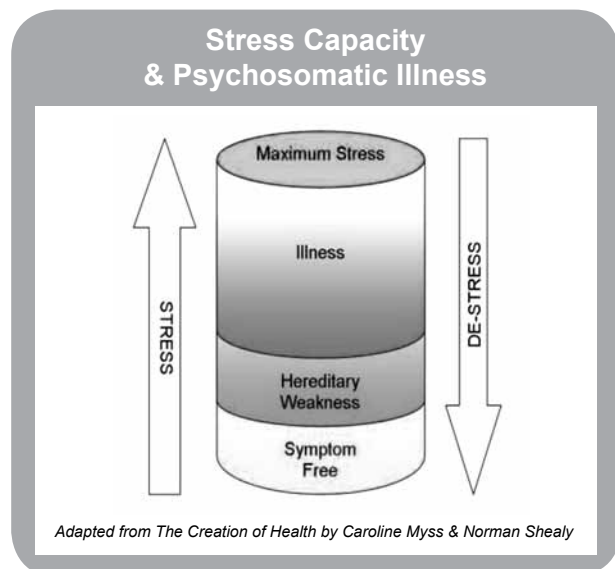 Stress Capacity
& Psychosomatic Illness
Maximum Stress
Illness
STRESS
DE-STRESS
Hereditary
Weakness
Symptom
Free
Adapted from The Creation of Health by Caroline Myss & Norman Shealy